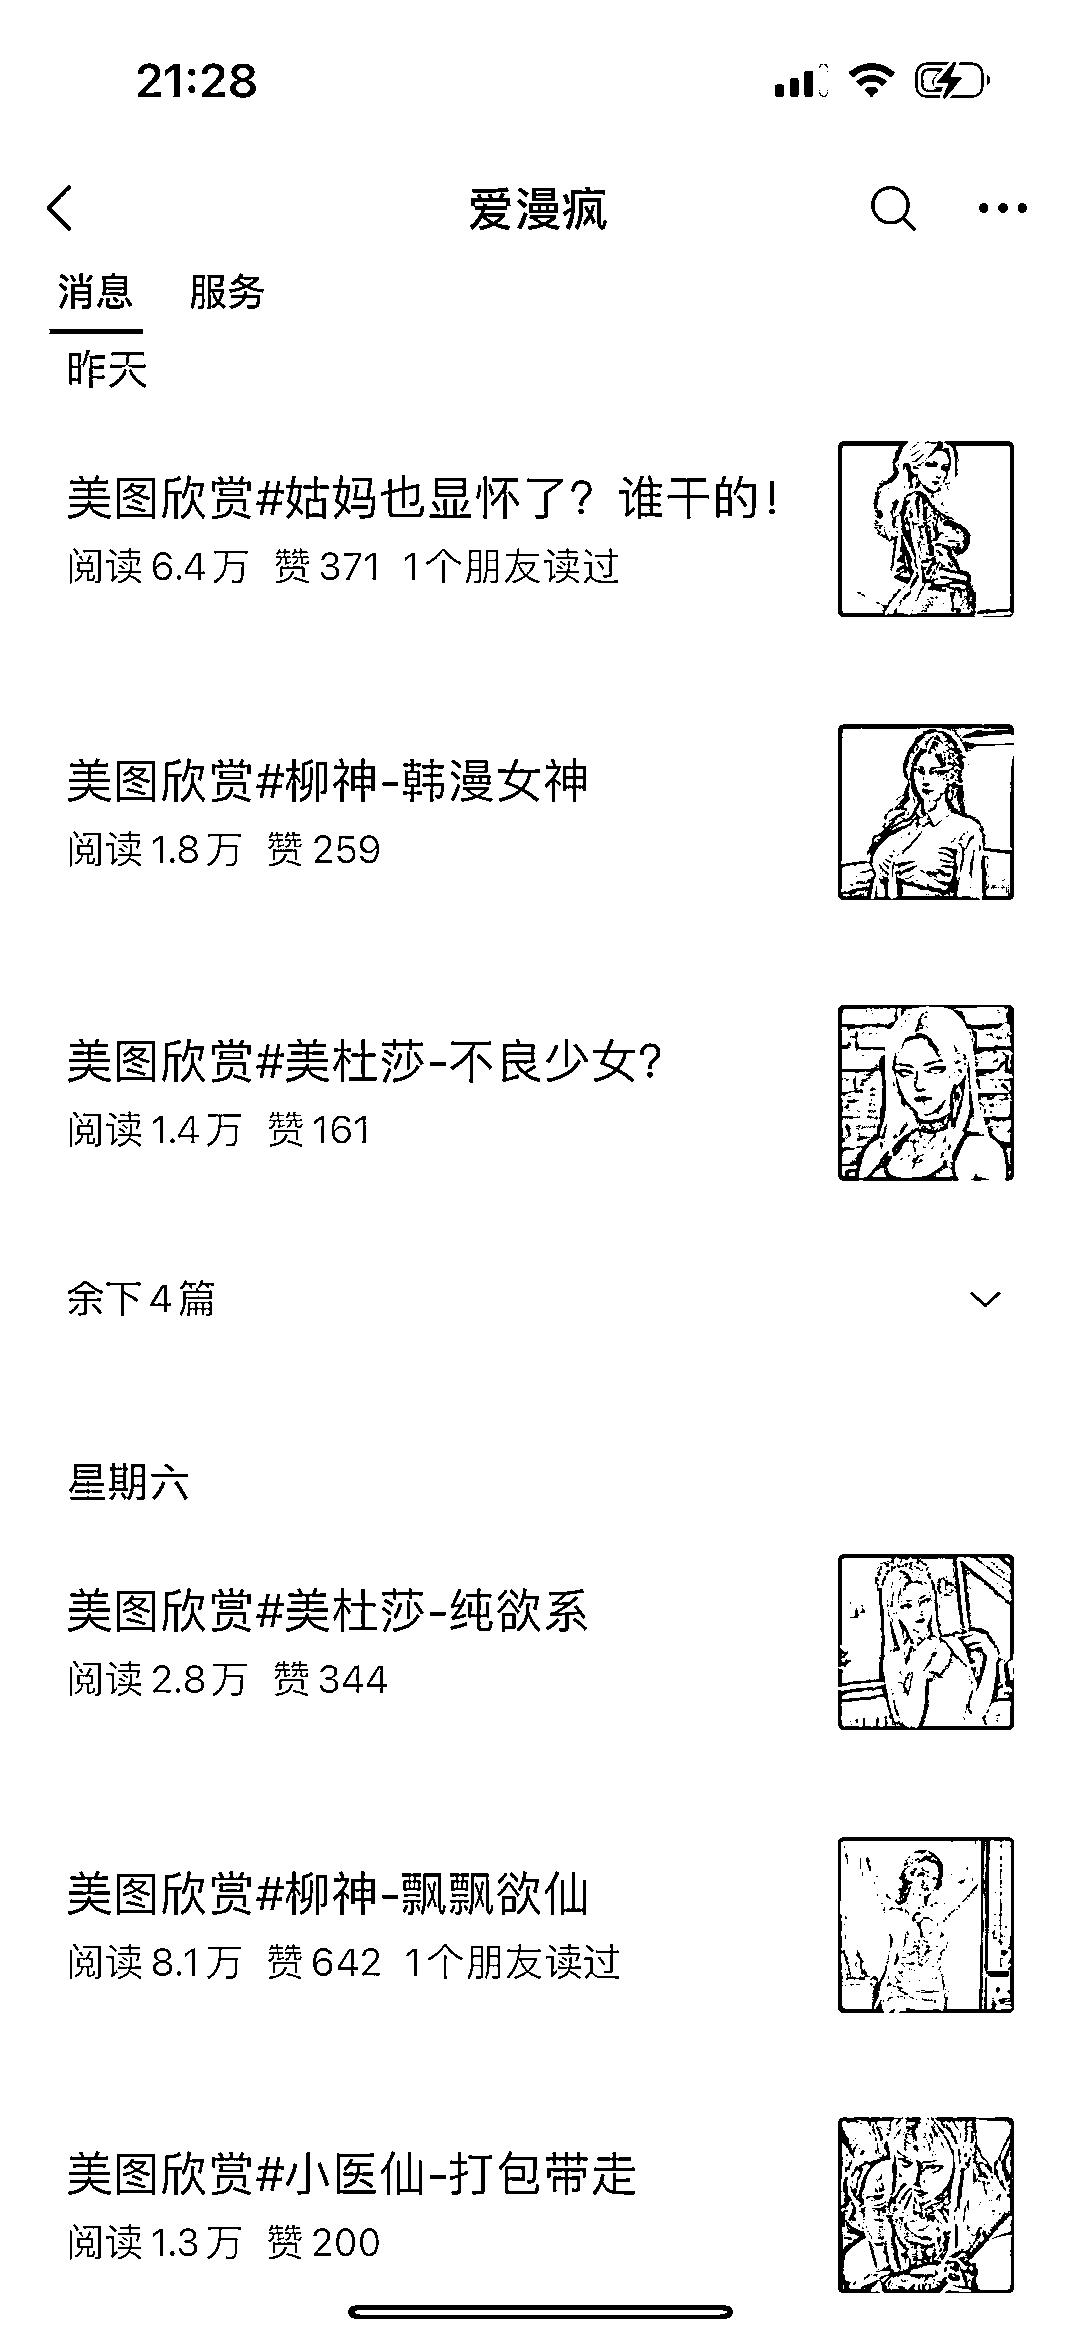 21:28
爱漫疯
消息 服务
昨天
美图欣赏#姑妈也显怀了？谁干的！
阅读 6.4万 赞 371 1个朋友读过
美图欣赏#柳神-韩漫女神
阅读 1.8万 赞 259
美图欣赏#美杜莎-不良少女?
阅读 1.4万 赞 161
余下4篇
星期六
美图欣赏#美杜莎-纯欲系
阅读 2.8万 赞 344
美图欣赏#柳神-飘飘欲仙
阅读 8.1万 赞 642 1个朋友读过
美图欣赏#小医仙-打包带走
阅读 1.3万 赞 200